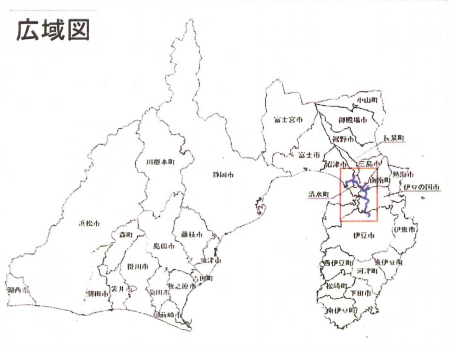 広域図
小山町
御殿場市
富士宮市
裾野市
長泉町
富士市
沼津市
三島市
川根本町
静岡市
函南町
熱海市
清水町
伊豆の国市
浜松市
森町
島田市
藤枝市
伊東市
伊豆市
掛川市
焼津市
吉田町
西伊豆町
東伊豆町
河津町
湖西市
磐田市
袋井市
菊川市
牧之原市
松崎町
下田市
御前崎市
南伊豆町